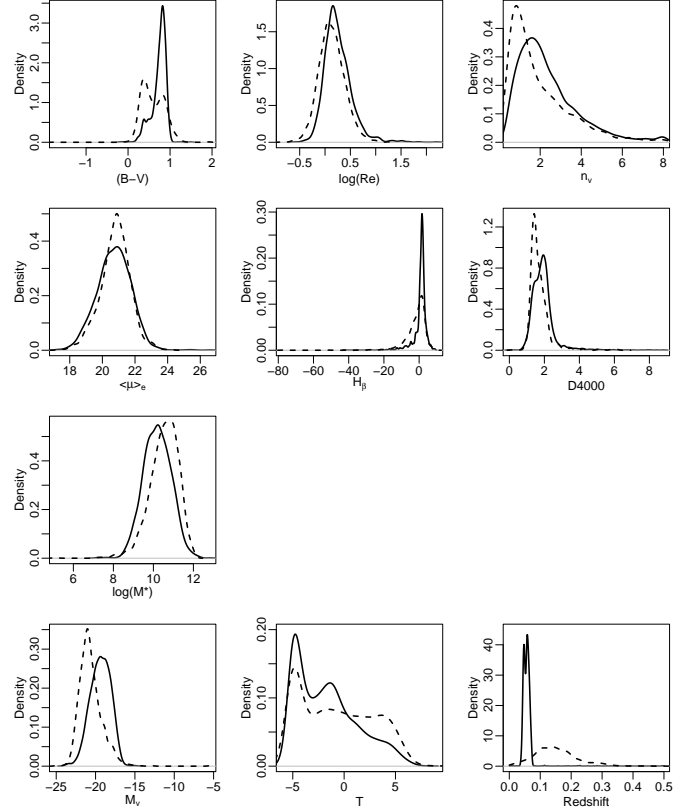 Density
0.0 1.0 2.0 3.0
−1 0 1 2
(B−V)
Density
0.0 0.5 1.5
−0.5 0.5 1.5
log(Re)
Density
0.0 0.1 0.2 0.3 0.4
2 4 6 8
nᵥ
Density
0.0 0.2 0.4
18 20 22 24 26
<μ>ₑ
Density
0.00 0.10 0.20 0.30
−80 −60 −40 −20 0
Hᵦ
Density
0.0 0.4 0.8 1.2
0 2 4 6 8
D4000
Density
0.0 0.2 0.4
6 8 10 12
log(M*)
Density
0.00 0.10 0.20 0.30
−25 −20 −15 −10 −5
Mᵥ
Density
0.00 0.10 0.20
−5 0 5
T
Density
0 10 20 30 40
0.0 0.1 0.2 0.3 0.4 0.5
Redshift